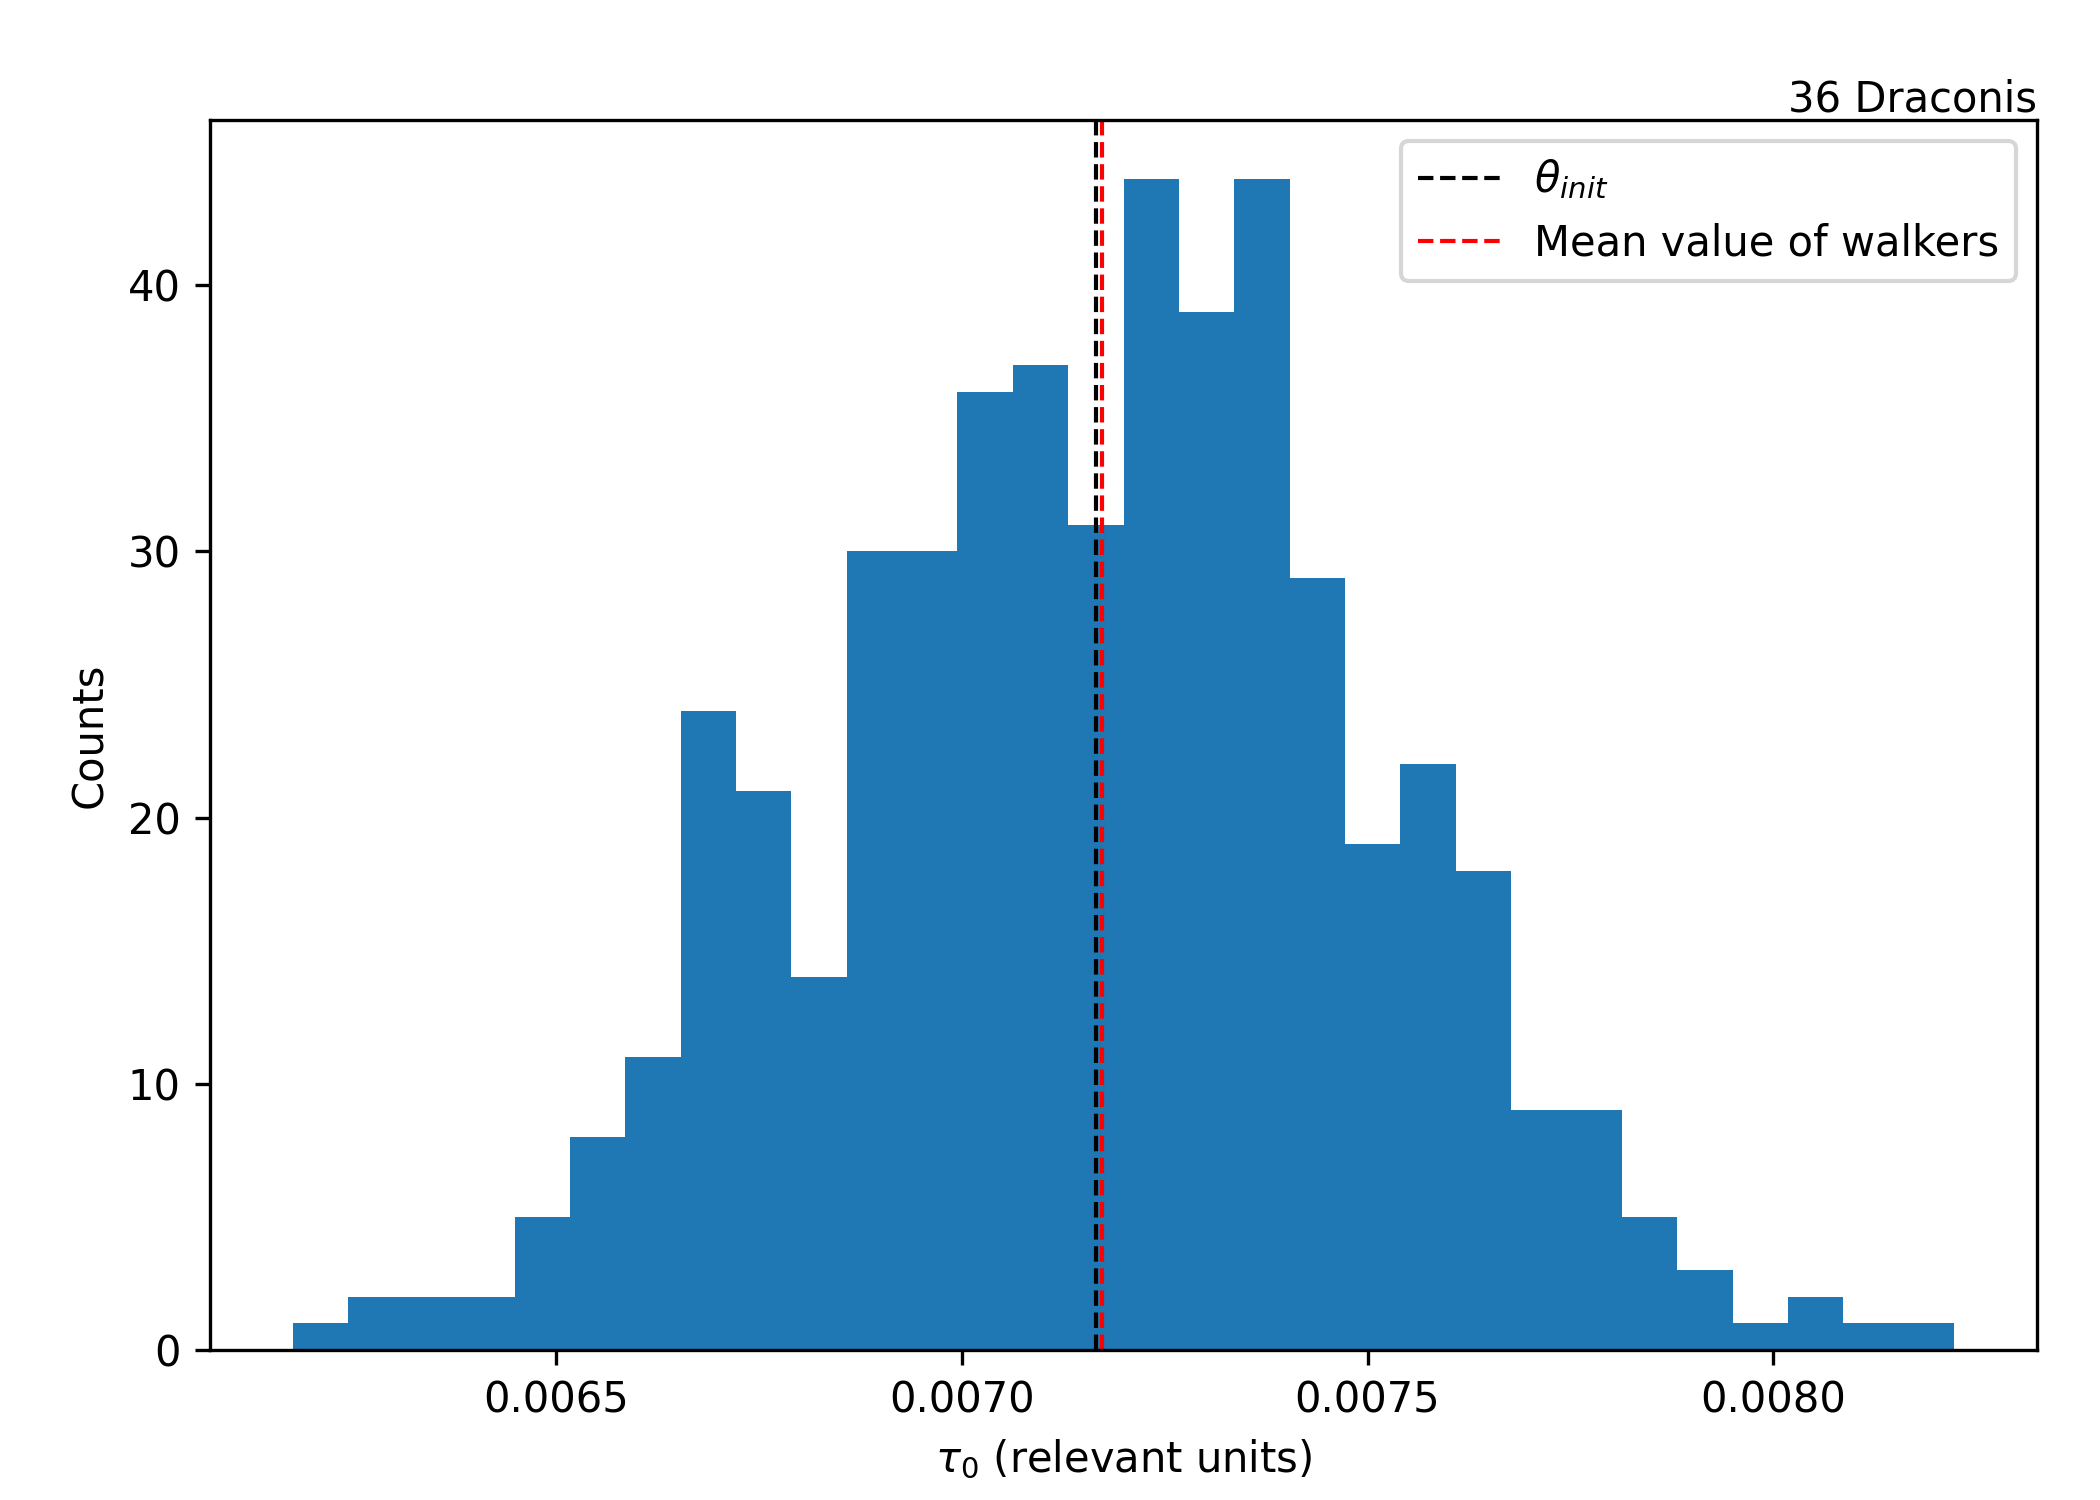 36 Draconis
θ_init
Mean value of walkers
40
30
20
10
0
Counts
0.0065 0.0070 0.0075 0.0080
τ_0 (relevant units)